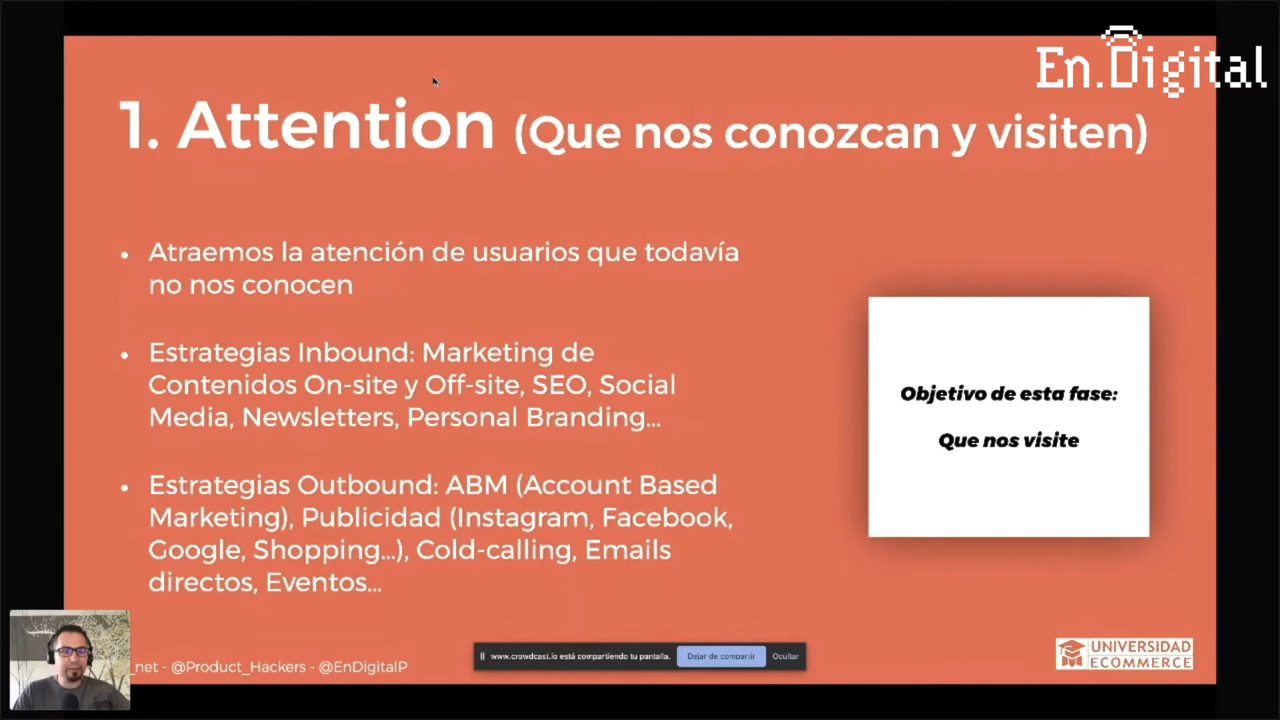 En.Digital
1. Attention (Que nos conozcan y visiten)
• Atraemos la atención de usuarios que todavía
no nos conocen
• Estrategias Inbound: Marketing de
Contenidos On-site y Off-site, SEO, Social
Media, Newsletters, Personal Branding...
• Estrategias Outbound: ABM (Account Based
Marketing), Publicidad (Instagram, Facebook,
Google, Shopping...), Cold-calling, Emails
directos, Eventos...
Objetivo de esta fase:
Que nos visite
_net - @Product_Hackers - @EnDigitalP
www.crowdcast.io está compartiendo tu pantalla. Dejar de compartir Ocultar
UNIVERSIDAD
ECOMMERCE